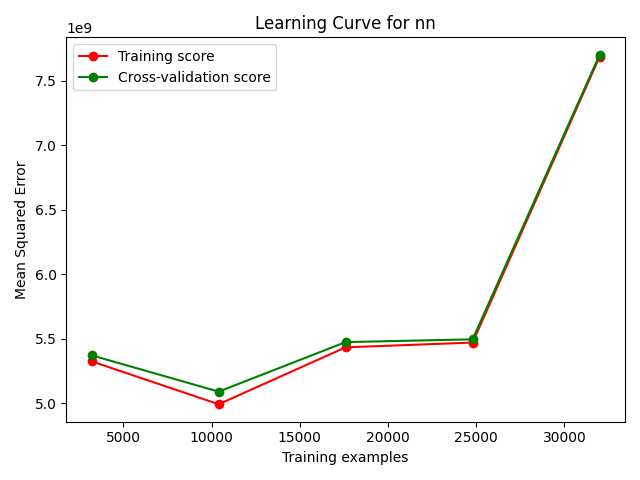 Learning Curve for nn
1e9
Training score
Cross-validation score
7.5
7.0
6.5
6.0
5.5
5.0
Mean Squared Error
5000
10000
15000
20000
25000
30000
Training examples